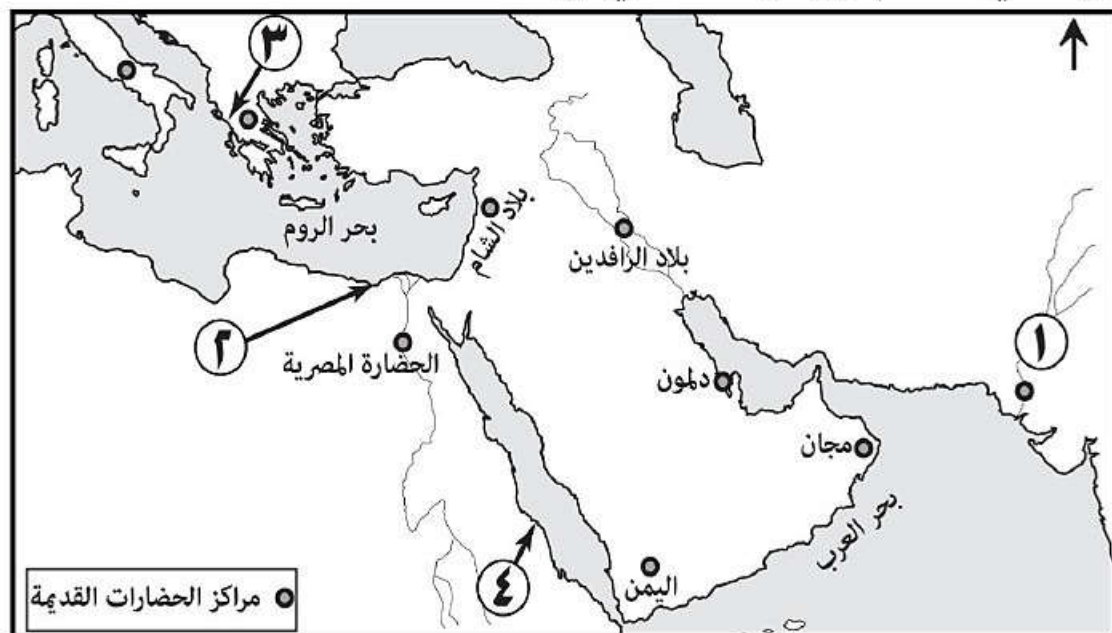 ٣
بلاد الشام
بحر الروم
بلاد الرافدين
٢
١
الحضارة المصرية
دلمون
مجان
بحر العرب
٤
اليمن
مراكز الحضارات القديمة